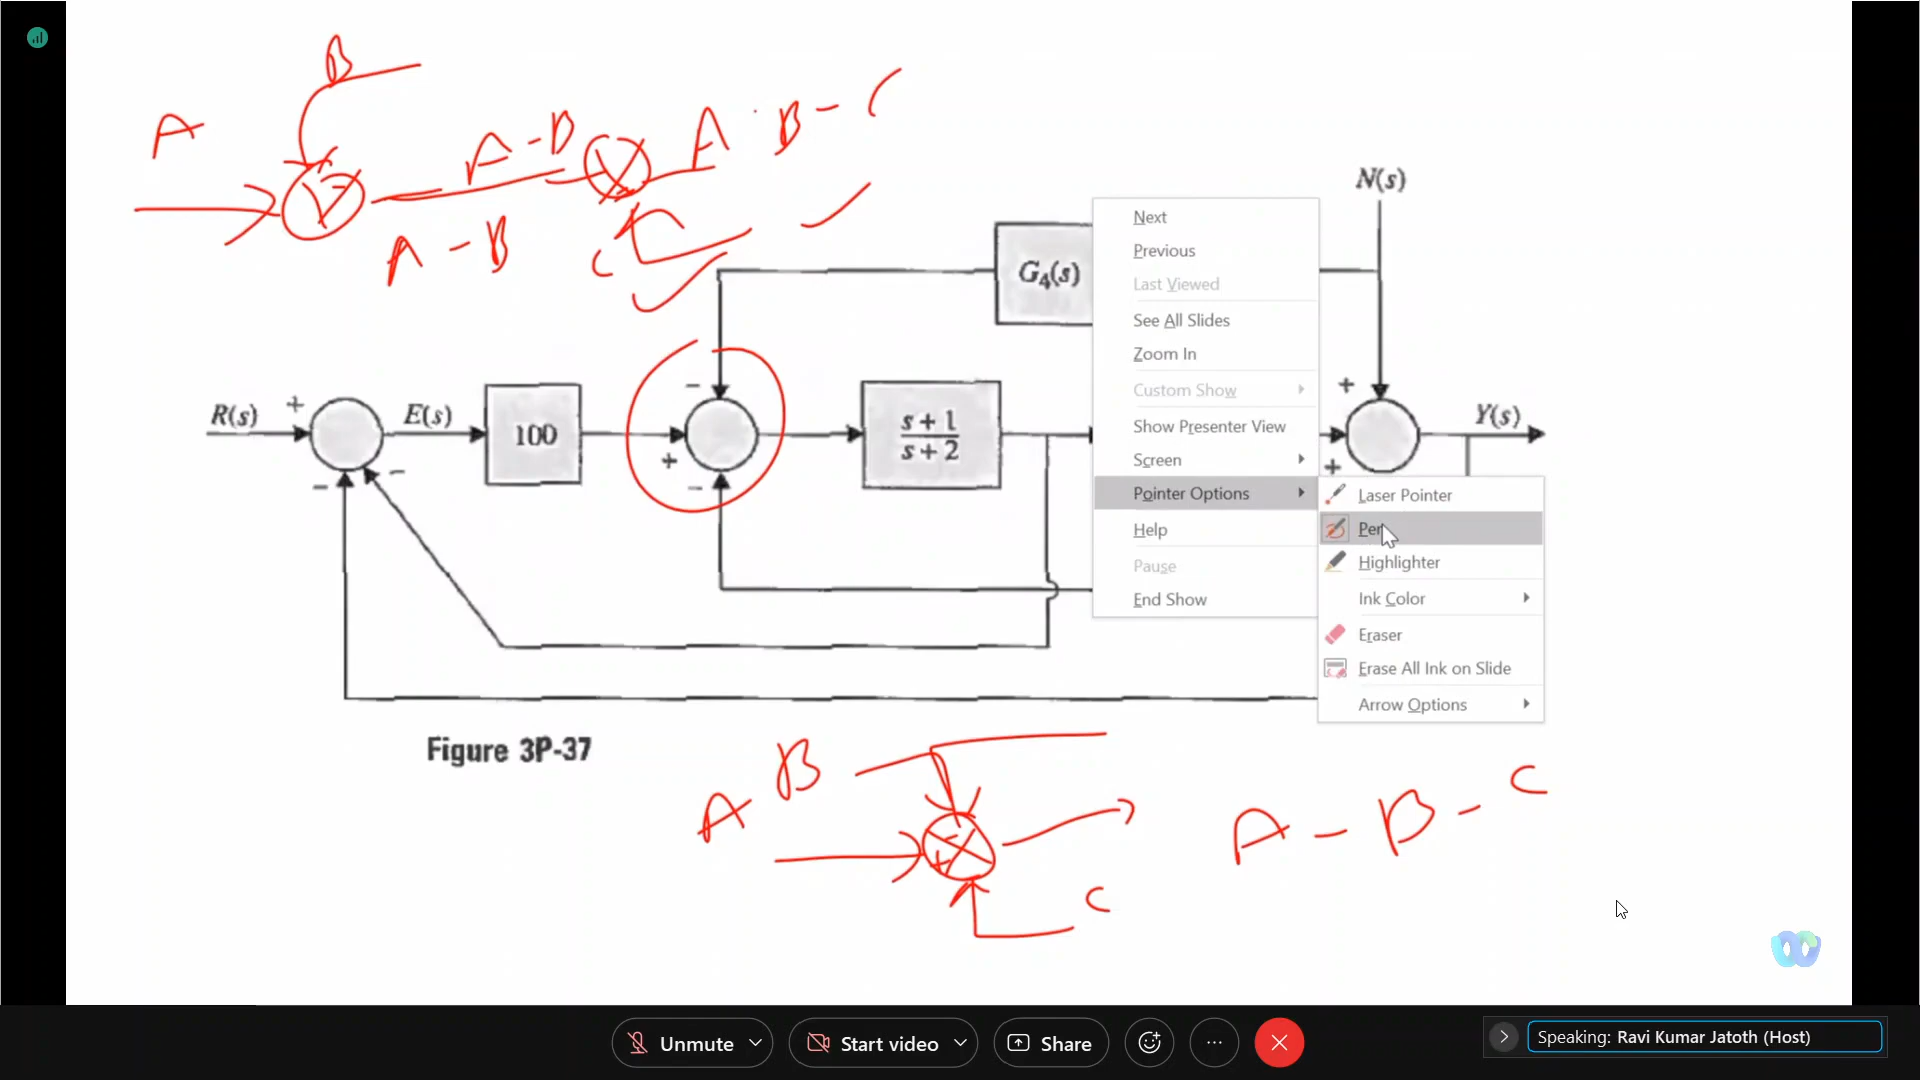 B
A
A - B
A · B - C
A - B
C
N(s)
G4(s)
Next
Previous
Last Viewed
See All Slides
Zoom In
Custom Show
Show Presenter View
Screen
Pointer Options
Help
Pause
End Show
Laser Pointer
Pen
Highlighter
Ink Color
Eraser
Erase All Ink on Slide
Arrow Options
R(s)
+
-
-
E(s)
100
-
+
-
s + 1
s + 2
+
+
Y(s)
Figure 3P-37
A
B
-
+
C
A - B - C
Unmute
Start video
Share
Speaking: Ravi Kumar Jatoth (Host)